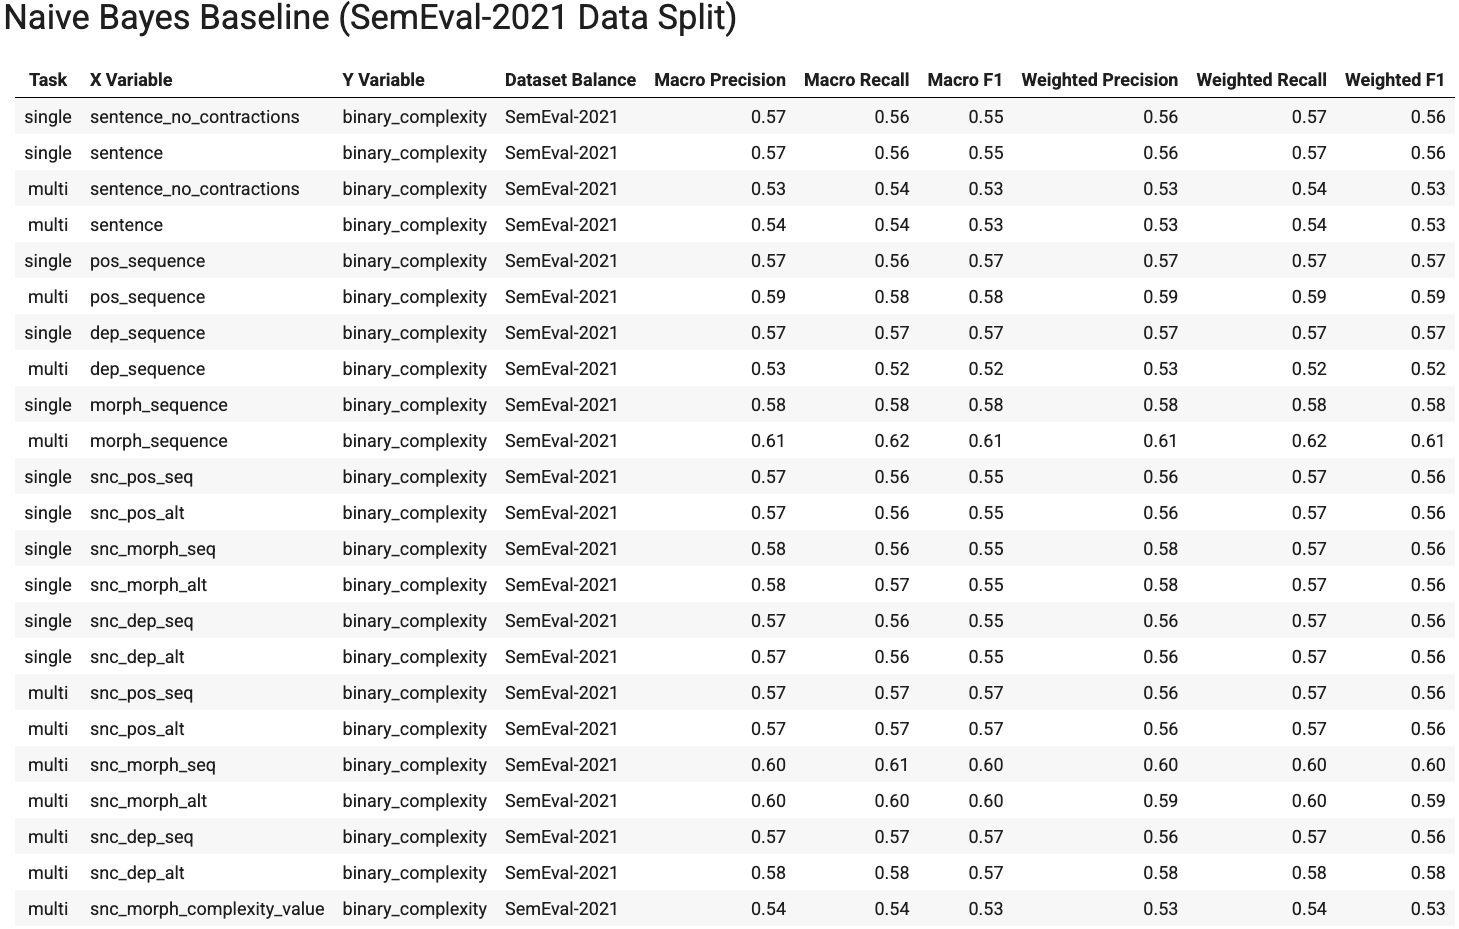 Naive Bayes Baseline (SemEval-2021 Data Split)
Task X Variable Y Variable Dataset Balance Macro Precision Macro Recall Macro F1 Weighted Precision Weighted Recall Weighted F1
single sentence_no_contractions binary_complexity SemEval-2021 0.57 0.56 0.55 0.56 0.57 0.56
single sentence binary_complexity SemEval-2021 0.57 0.56 0.55 0.56 0.57 0.56
multi sentence_no_contractions binary_complexity SemEval-2021 0.53 0.54 0.53 0.53 0.54 0.53
multi sentence binary_complexity SemEval-2021 0.54 0.54 0.53 0.53 0.54 0.53
single pos_sequence binary_complexity SemEval-2021 0.57 0.56 0.57 0.57 0.57 0.57
multi pos_sequence binary_complexity SemEval-2021 0.59 0.58 0.58 0.59 0.59 0.59
single dep_sequence binary_complexity SemEval-2021 0.57 0.57 0.57 0.57 0.57 0.57
multi dep_sequence binary_complexity SemEval-2021 0.53 0.52 0.52 0.53 0.52 0.52
single morph_sequence binary_complexity SemEval-2021 0.58 0.58 0.58 0.58 0.58 0.58
multi morph_sequence binary_complexity SemEval-2021 0.61 0.62 0.61 0.61 0.62 0.61
single snc_pos_seq binary_complexity SemEval-2021 0.57 0.56 0.55 0.56 0.57 0.56
single snc_pos_alt binary_complexity SemEval-2021 0.57 0.56 0.55 0.56 0.57 0.56
single snc_morph_seq binary_complexity SemEval-2021 0.58 0.56 0.55 0.58 0.57 0.56
single snc_morph_alt binary_complexity SemEval-2021 0.58 0.57 0.55 0.58 0.57 0.56
single snc_dep_seq binary_complexity SemEval-2021 0.57 0.56 0.55 0.56 0.57 0.56
single snc_dep_alt binary_complexity SemEval-2021 0.57 0.56 0.55 0.56 0.57 0.56
multi snc_pos_seq binary_complexity SemEval-2021 0.57 0.57 0.57 0.56 0.57 0.56
multi snc_pos_alt binary_complexity SemEval-2021 0.57 0.57 0.57 0.56 0.57 0.56
multi snc_morph_seq binary_complexity SemEval-2021 0.60 0.61 0.60 0.60 0.60 0.60
multi snc_morph_alt binary_complexity SemEval-2021 0.60 0.60 0.60 0.59 0.60 0.59
multi snc_dep_seq binary_complexity SemEval-2021 0.57 0.57 0.57 0.56 0.57 0.56
multi snc_dep_alt binary_complexity SemEval-2021 0.58 0.58 0.57 0.58 0.58 0.58
multi snc_morph_complexity_value binary_complexity SemEval-2021 0.54 0.54 0.53 0.53 0.54 0.53